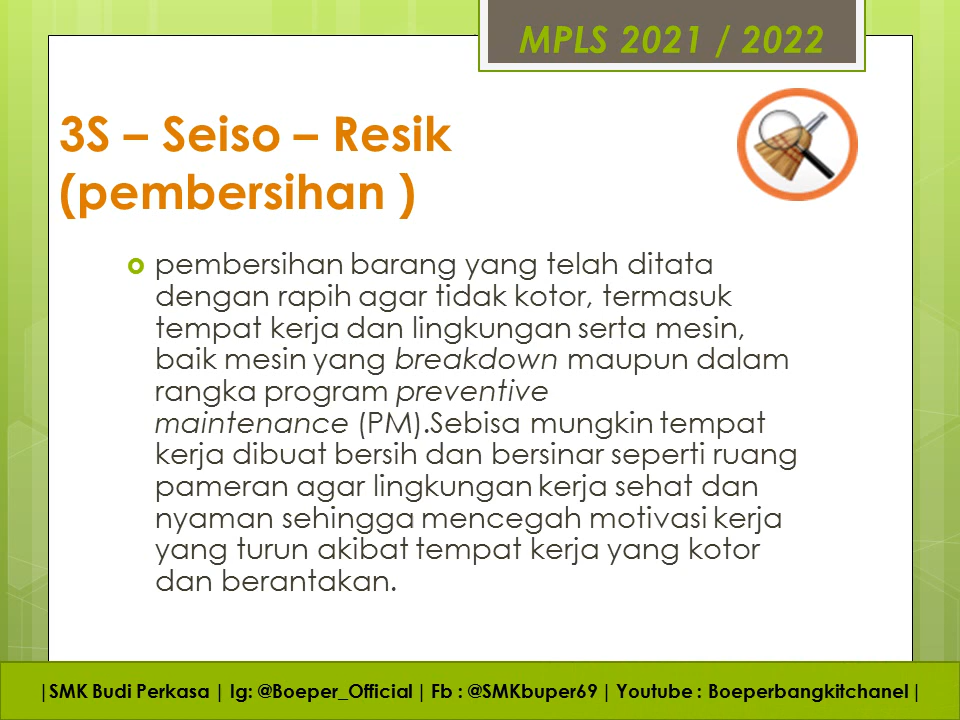 MPLS 2021 / 2022
3S – Seiso – Resik
(pembersihan )
pembersihan barang yang telah ditata
dengan rapih agar tidak kotor, termasuk
tempat kerja dan lingkungan serta mesin,
baik mesin yang breakdown maupun dalam
rangka program preventive
maintenance (PM).Sebisa mungkin tempat
kerja dibuat bersih dan bersinar seperti ruang
pameran agar lingkungan kerja sehat dan
nyaman sehingga mencegah motivasi kerja
yang turun akibat tempat kerja yang kotor
dan berantakan.
|SMK Budi Perkasa | Ig: @Boeper_Official | Fb : @SMKbuper69 | Youtube : Boeperbangkitchanel |